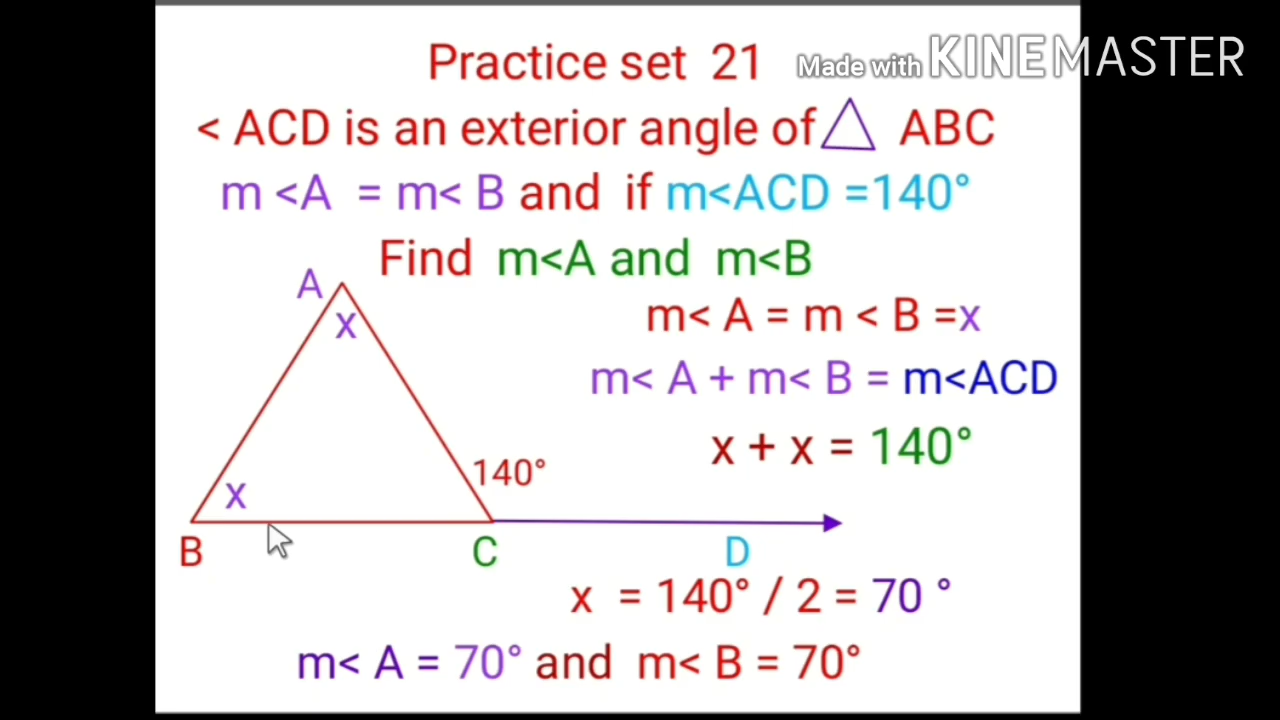 Practice set 21
Made with KINEMASTER
< ACD is an exterior angle of △ ABC
m <A = m< B and if m<ACD =140°
Find m<A and m<B
A
x
m< A = m < B =x
m< A + m< B = m<ACD
x + x = 140°
140°
x
B
C
D
x = 140° / 2 = 70 °
m< A = 70° and m< B = 70°